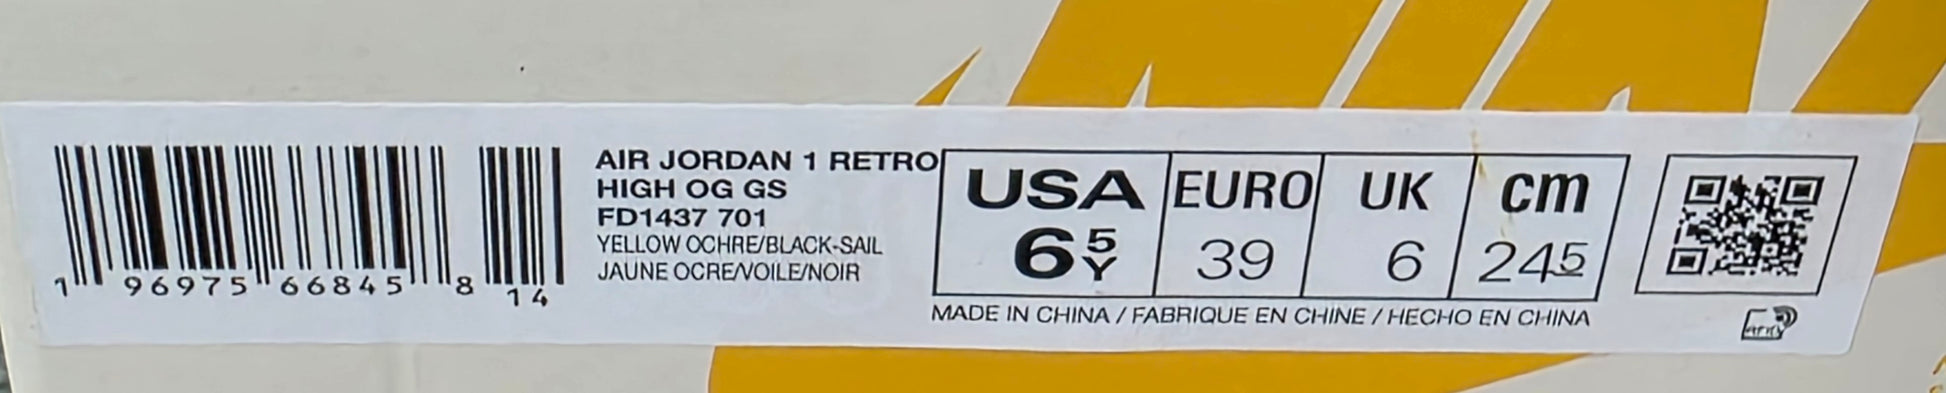 AIR JORDAN 1 RETRO
HIGH OG GS
FD1437 701
YELLOW OCHRE/BLACK-SAIL
JAUNE OCRE/VOILE/NOIR
1 96975 66845 8 14
USA EURO UK cm
6 5Y 39 6 24.5
MADE IN CHINA / FABRIQUE EN CHINE / HECHO EN CHINA